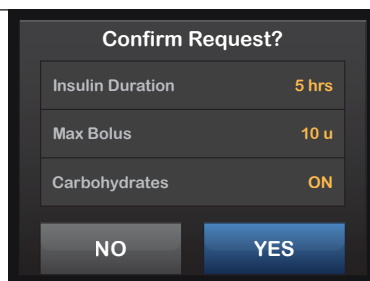 Confirm Request?
Insulin Duration 5 hrs
Max Bolus 10 u
Carbohydrates ON
NO YES